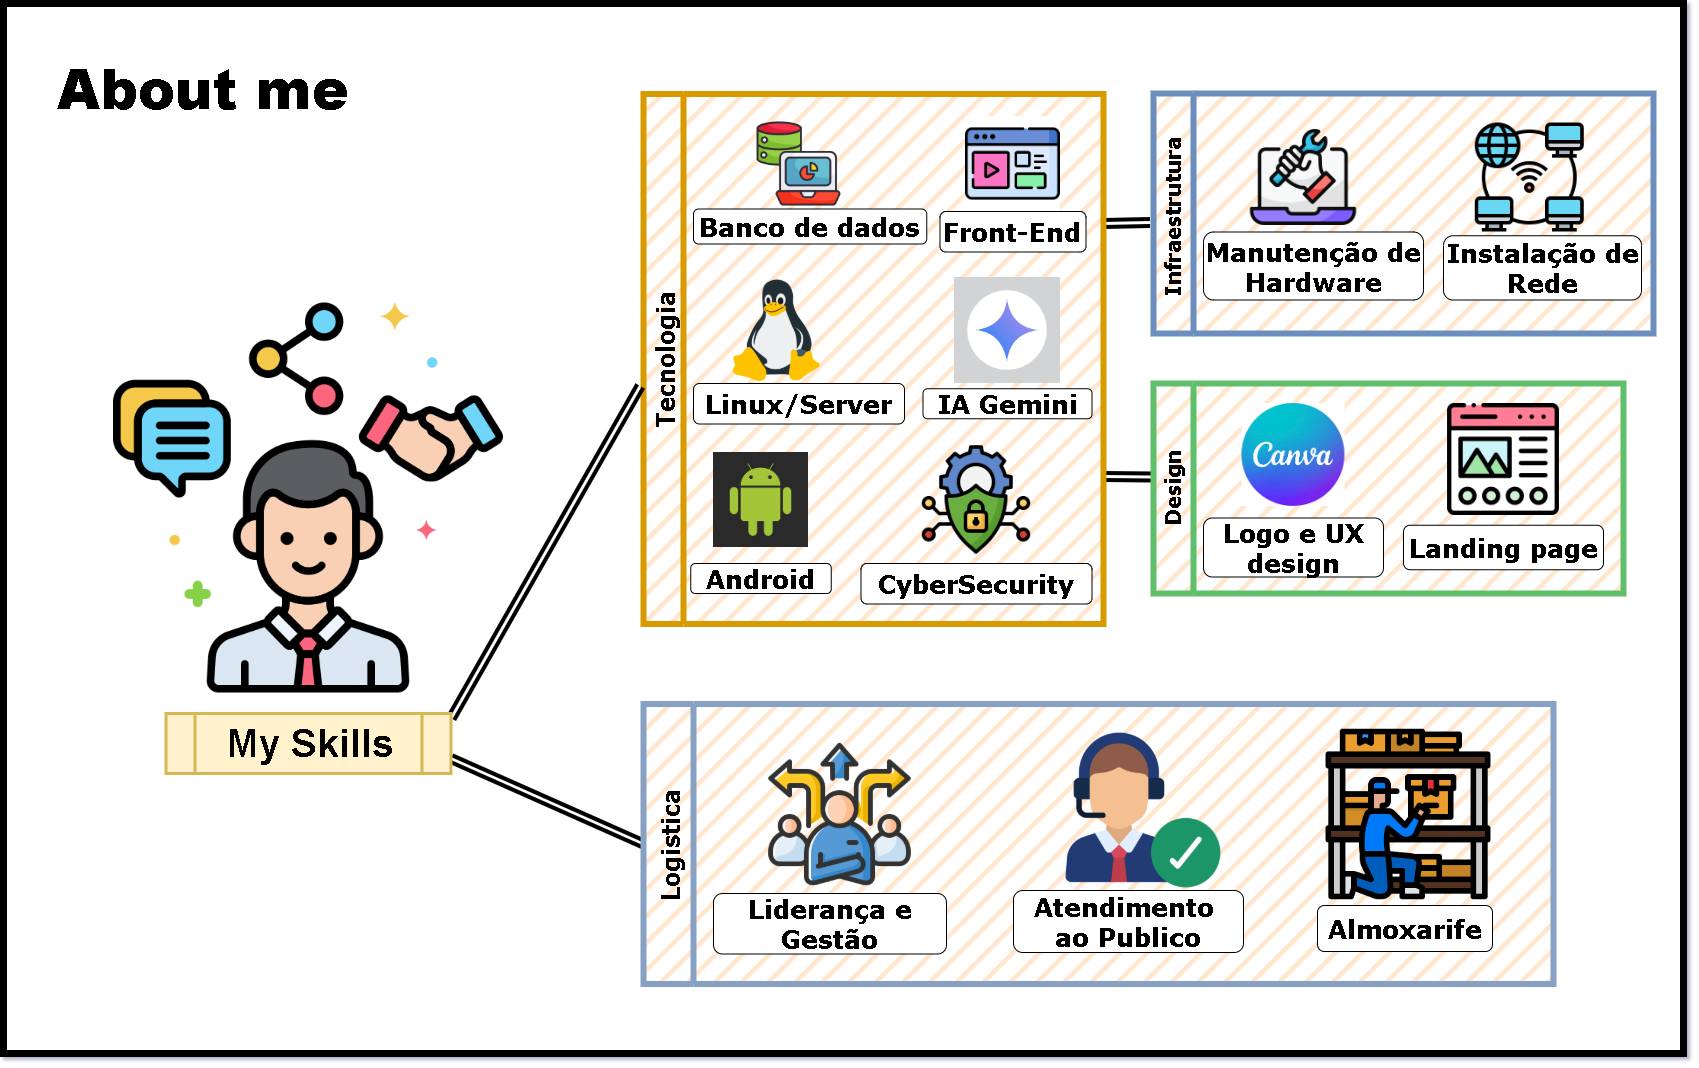 About me
My Skills
Tecnologia
Banco de dados
Front-End
Linux/Server
IA Gemini
Android
CyberSecurity
Infraestrutura
Manutenção de
Hardware
Instalação de
Rede
Design
Canva
Logo e UX
design
Landing page
Logistica
Liderança e
Gestão
Atendimento
ao Publico
Almoxarife